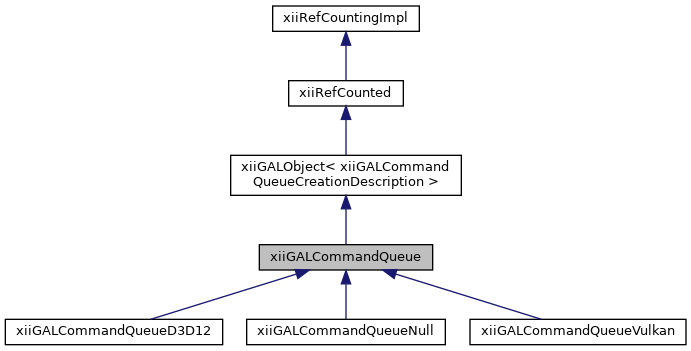 xiiRefCountingImpl
xiiRefCounted
xiiGALObject< xiiGALCommand
QueueCreationDescription >
xiiGALCommandQueue
xiiGALCommandQueueD3D12
xiiGALCommandQueueNull
xiiGALCommandQueueVulkan